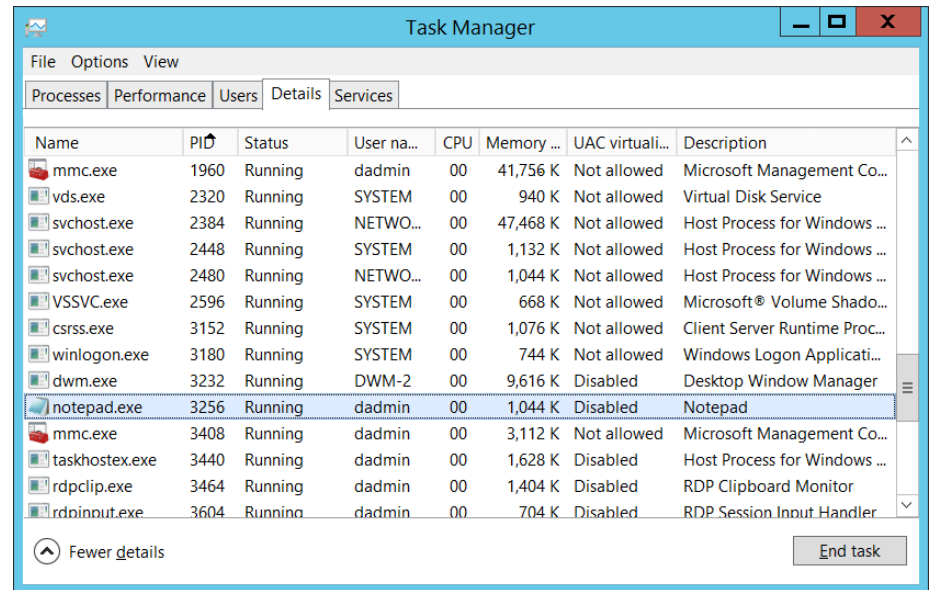 Task Manager
File Options View
Processes Performance Users Details Services
Name PID Status User na... CPU Memory ... UAC virtuali... Description
mmc.exe 1960 Running dadmin 00 41,756 K Not allowed Microsoft Management Co...
vds.exe 2320 Running SYSTEM 00 940 K Not allowed Virtual Disk Service
svchost.exe 2384 Running NETWO... 00 47,468 K Not allowed Host Process for Windows ...
svchost.exe 2448 Running SYSTEM 00 1,132 K Not allowed Host Process for Windows ...
svchost.exe 2480 Running NETWO... 00 1,044 K Not allowed Host Process for Windows ...
VSSVC.exe 2596 Running SYSTEM 00 668 K Not allowed Microsoft® Volume Shado...
csrss.exe 3152 Running SYSTEM 00 1,076 K Not allowed Client Server Runtime Proc...
winlogon.exe 3180 Running SYSTEM 00 744 K Not allowed Windows Logon Applicati...
dwm.exe 3232 Running DWM-2 00 9,616 K Disabled Desktop Window Manager
notepad.exe 3256 Running dadmin 00 1,044 K Disabled Notepad
mmc.exe 3408 Running dadmin 00 3,112 K Not allowed Microsoft Management Co...
taskhostex.exe 3440 Running dadmin 00 1,628 K Disabled Host Process for Windows ...
rdpclip.exe 3464 Running dadmin 00 1,404 K Disabled RDP Clipboard Monitor
rdpinput.exe 3604 Running dadmin 00 704 K Disabled RDP Session Input Handler
Fewer details End task